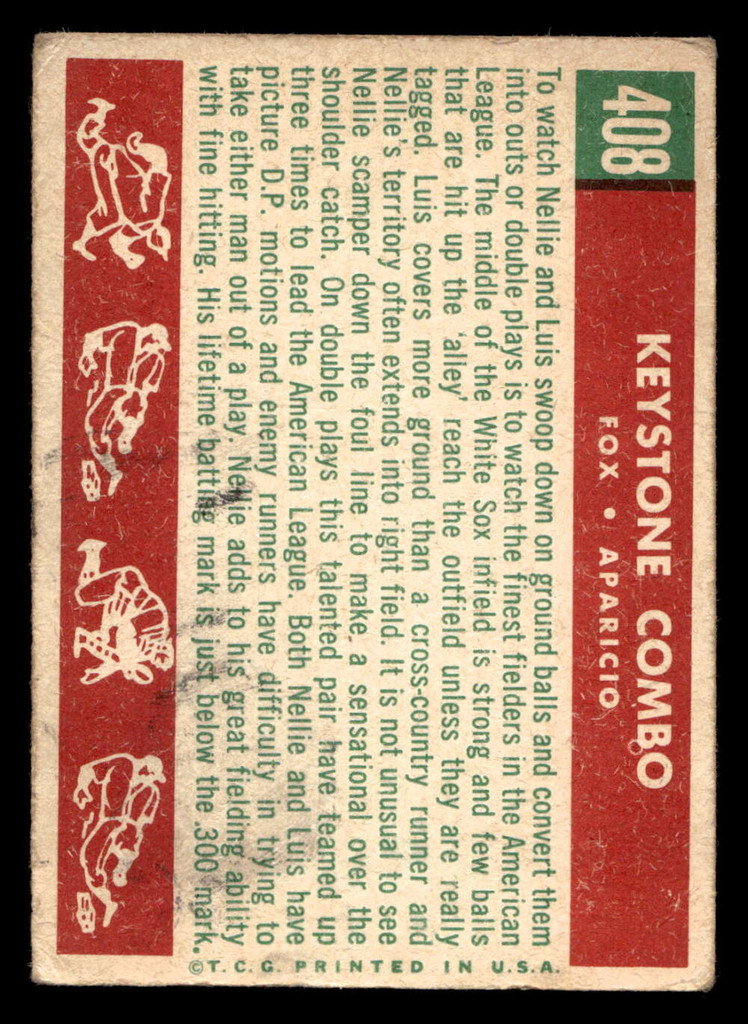 408
KEYSTONE COMBO
FOX • APARICIO
To watch Nellie and Luis swoop down on ground balls and convert them
into outs or double plays is to watch the finest fielders in the American
League. The middle of the White Sox infield is strong and few balls
that are hit up the 'alley' reach the outfield unless they are really
tagged. Luis covers more ground than a cross-country runner and
Nellie's territory often extends into right field. It is not unusual to see
Nellie scamper down the foul line to make a sensational over the
shoulder catch. On double plays this talented pair have teamed up
three times to lead the American League. Both Nellie and Luis have
picture D.P. motions and enemy runners have difficulty in trying to
take either man out of a play. Nellie adds to his great fielding ability
with fine hitting. His lifetime batting mark is just below the .300 mark.
©T.C.G. PRINTED IN U.S.A.